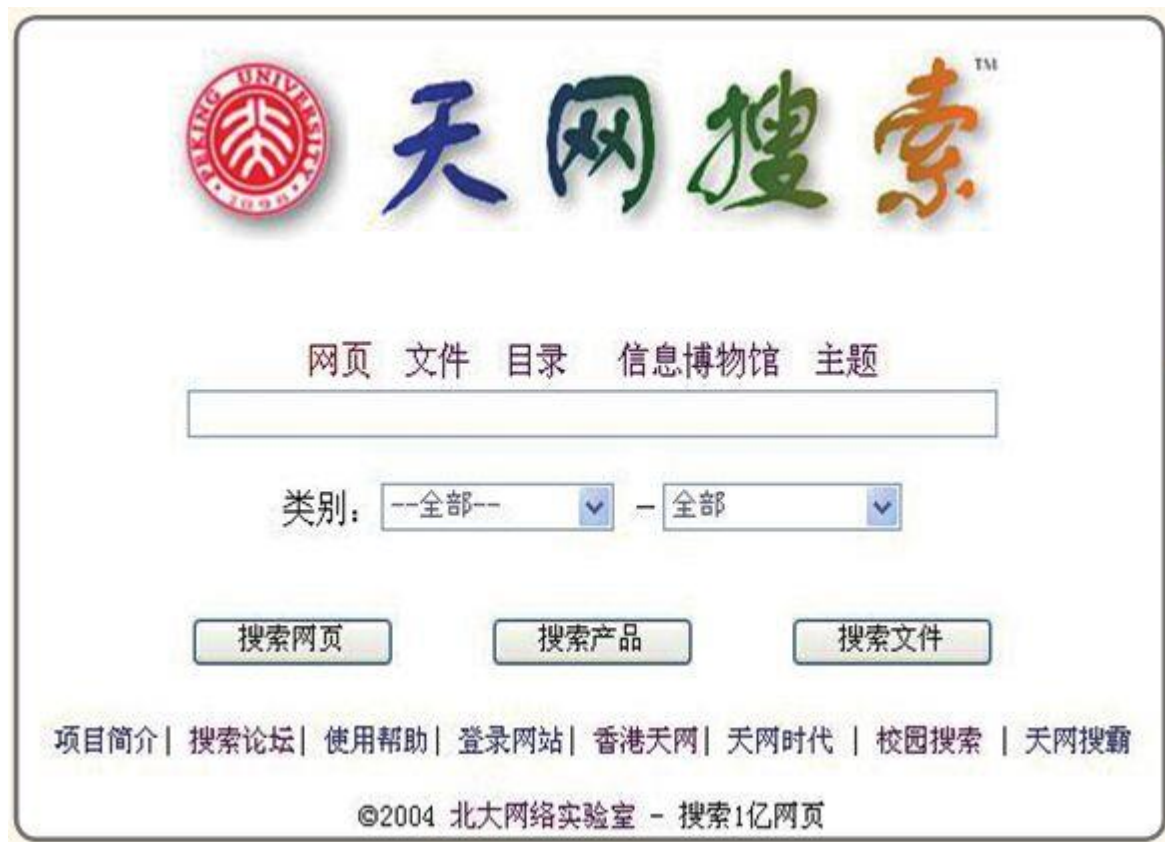 PEKING UNIVERSITY
1898
天网搜索 TM
网页 文件 目录 信息博物馆 主题
类别：--全部-- - 全部
搜索网页 搜索产品 搜索文件
项目简介| 搜索论坛| 使用帮助| 登录网站| 香港天网| 天网时代 | 校园搜索 | 天网搜霸
©2004 北大网络实验室 - 搜索1亿网页